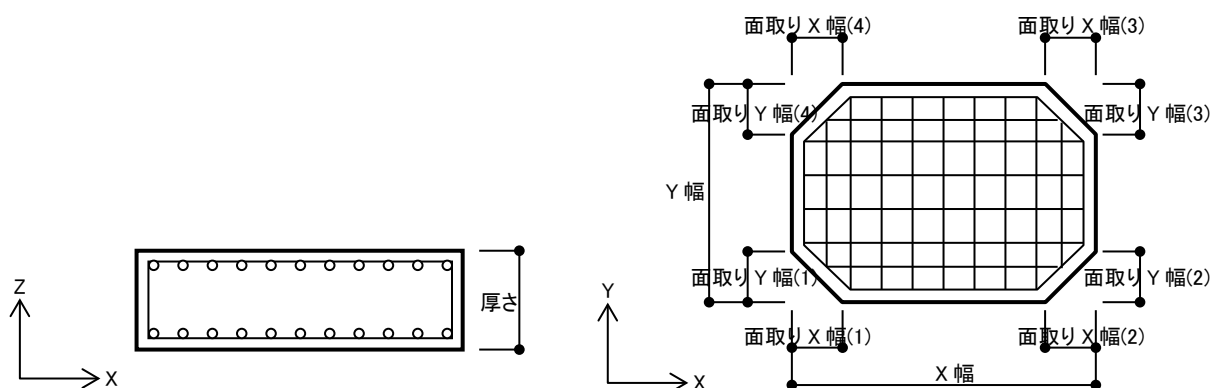 Z
厚さ
X
面取り X 幅(4)
面取り X 幅(3)
面取り Y 幅(4)
面取り Y 幅(3)
Y 幅
面取り Y 幅(1)
面取り Y 幅(2)
Y
面取り X 幅(1)
面取り X 幅(2)
X 幅
X